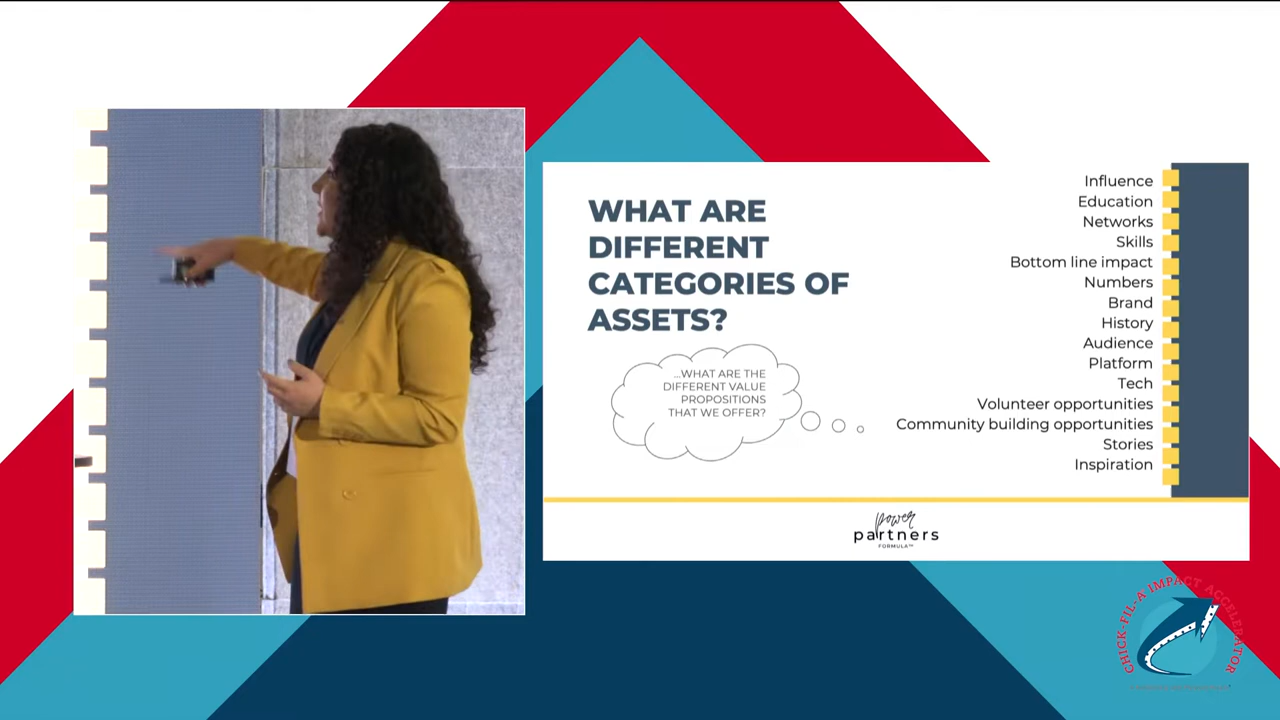 WHAT ARE
DIFFERENT
CATEGORIES OF
ASSETS?
...WHAT ARE THE
DIFFERENT VALUE
PROPOSITIONS
THAT WE OFFER?
Influence
Education
Networks
Skills
Bottom line impact
Numbers
Brand
History
Audience
Platform
Tech
Volunteer opportunities
Community building opportunities
Stories
Inspiration
power
partners
FORMULA™
CHICK-FIL-A® IMPACT ACCELERATOR